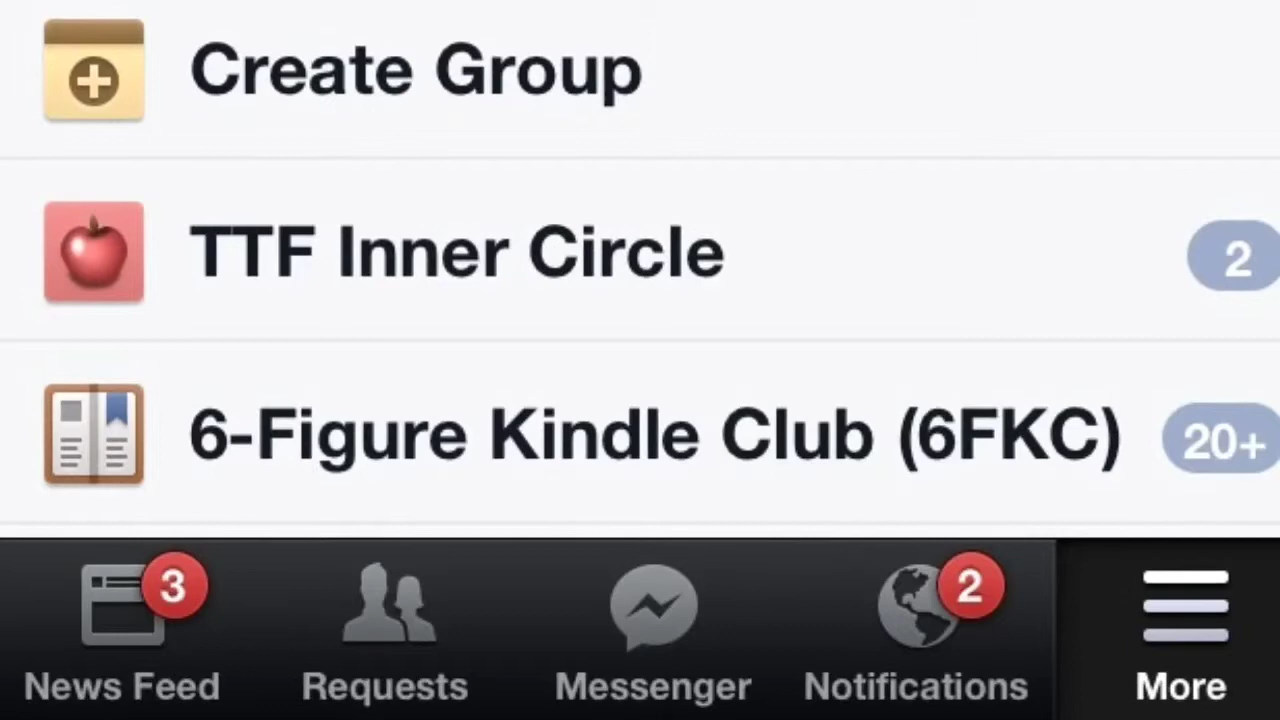 Create Group
TTF Inner Circle
2
6-Figure Kindle Club (6FKC)
20+
3
2
News Feed
Requests
Messenger
Notifications
More